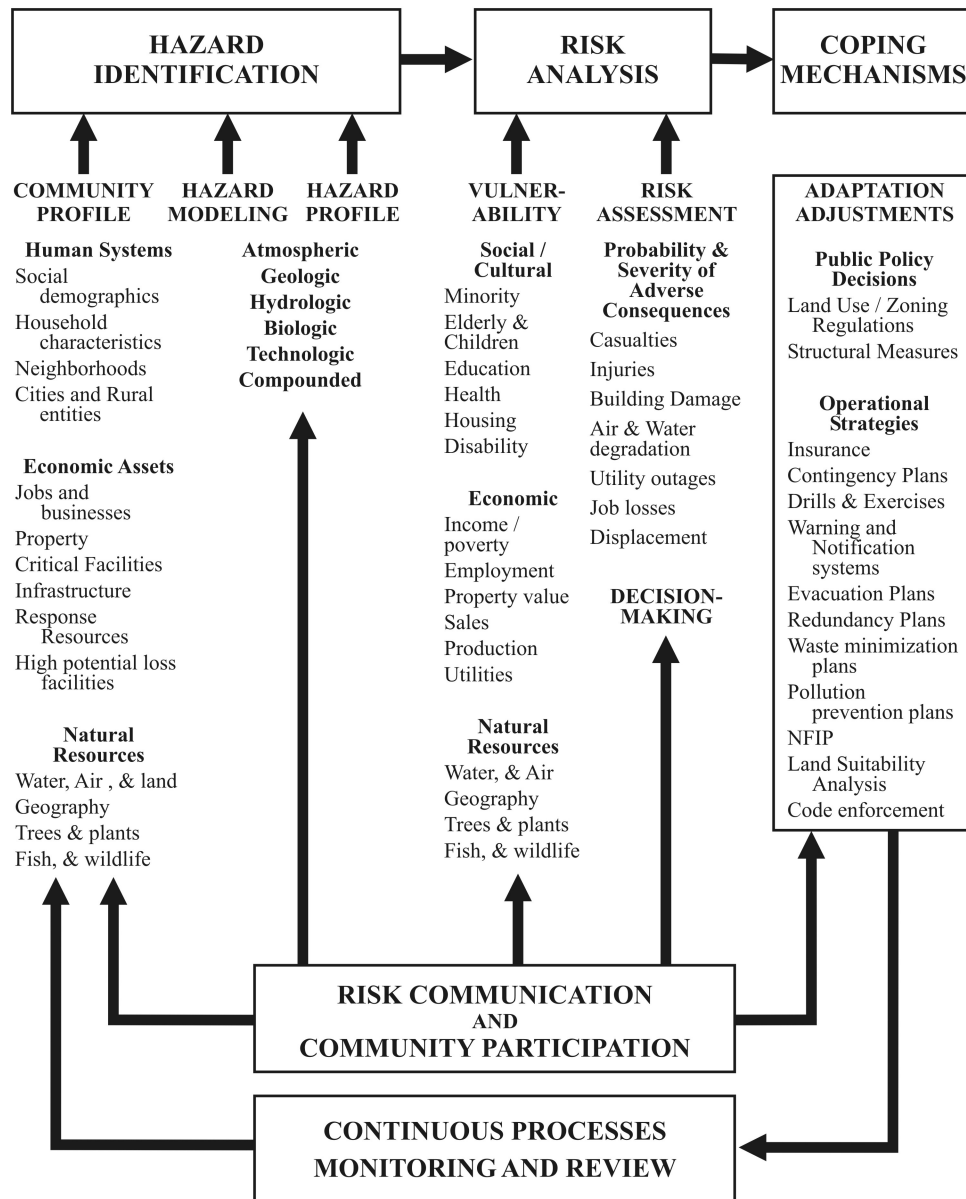 HAZARD
IDENTIFICATION
RISK
ANALYSIS
COPING
MECHANISMS
COMMUNITY
PROFILE
Human Systems
Social
demographics
Household
characteristics
Neighborhoods
Cities and Rural
entities
Economic Assets
Jobs and
businesses
Property
Critical Facilities
Infrastructure
Response
Resources
High potential loss
facilities
Natural
Resources
Water, Air , & land
Geography
Trees & plants
Fish, & wildlife
HAZARD
MODELING
HAZARD
PROFILE
Atmospheric
Geologic
Hydrologic
Biologic
Technologic
Compounded
VULNER-
ABILITY
Social /
Cultural
Minority
Elderly &
Children
Education
Health
Housing
Disability
Economic
Income /
poverty
Employment
Property value
Sales
Production
Utilities
Natural
Resources
Water, & Air
Geography
Trees & plants
Fish, & wildlife
RISK
ASSESSMENT
Probability &
Severity of
Adverse
Consequences
Casualties
Injuries
Building Damage
Air & Water
degradation
Utility outages
Job losses
Displacement
DECISION-
MAKING
ADAPTATION
ADJUSTMENTS
Public Policy
Decisions
Land Use / Zoning
Regulations
Structural Measures
Operational
Strategies
Insurance
Contingency Plans
Drills & Exercises
Warning and
Notification
systems
Evacuation Plans
Redundancy Plans
Waste minimization
plans
Pollution
prevention plans
NFIP
Land Suitability
Analysis
Code enforcement
RISK COMMUNICATION
AND
COMMUNITY PARTICIPATION
CONTINUOUS PROCESSES
MONITORING AND REVIEW